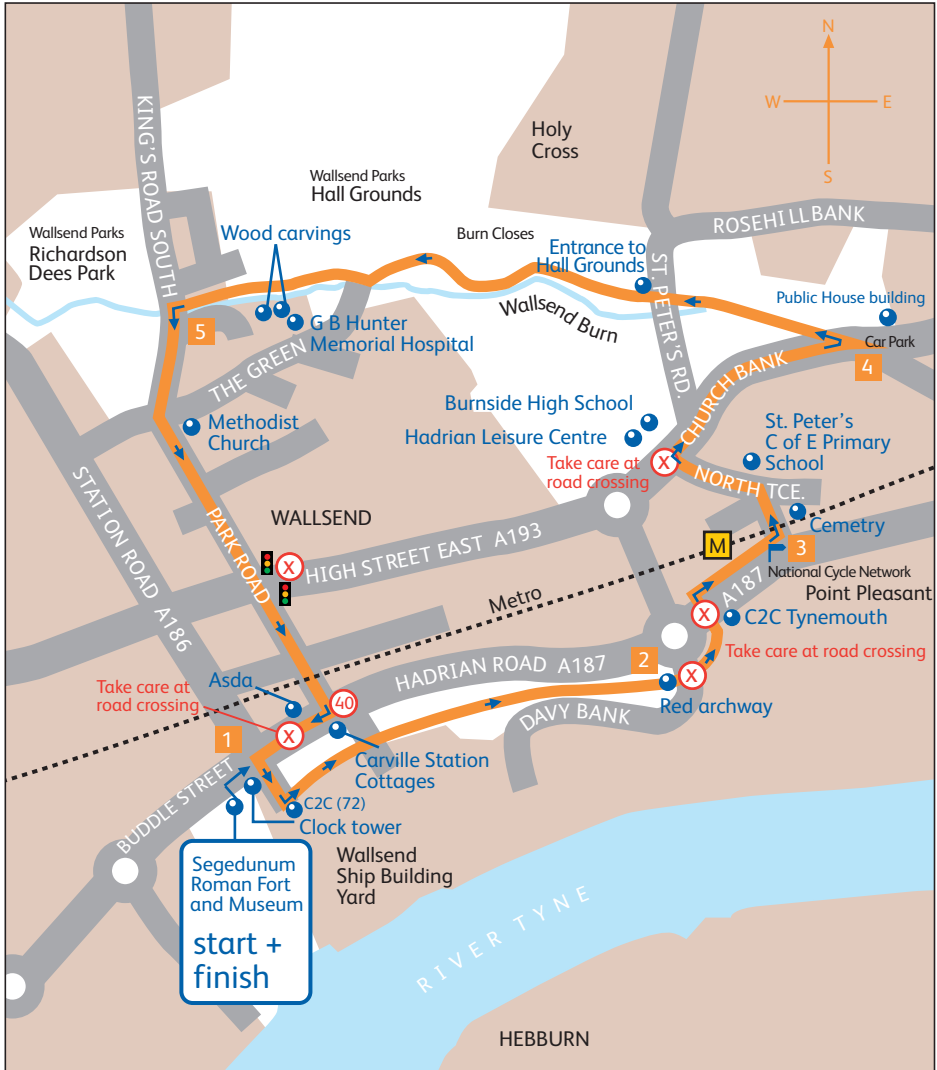 N
W
E
S
KING'S ROAD SOUTH
Holy
Cross
Wallsend Parks
Hall Grounds
ROSEHILLBANK
Wallsend Parks
Richardson
Dees Park
Wood carvings
Burn Closes
Entrance to
Hall Grounds
ST. PETER'S RD.
Wallsend Burn
Public House building
Car Park
5
G B Hunter
Memorial Hospital
4
THE GREEN
CHURCH BANK
Burnside High School
Methodist
Church
Hadrian Leisure Centre
St. Peter's
C of E Primary
School
Take care at
road crossing
X
NORTH TCE.
STATION ROAD A186
PARK ROAD
WALLSEND
Cemetry
HIGH STREET EAST A193
M
3
X
National Cycle Network
Point Pleasant
A187
Metro
X
C2C Tynemouth
Take care at road crossing
HADRIAN ROAD A187
2
X
Asda
Take care at
road crossing
40
Red archway
DAVY BANK
X
1
Carville Station
Cottages
BUDDLE STREET
C2C (72)
Clock tower
Wallsend
Ship Building
Yard
Segedunum
Roman Fort
and Museum
start +
finish
RIVER TYNE
HEBBURN